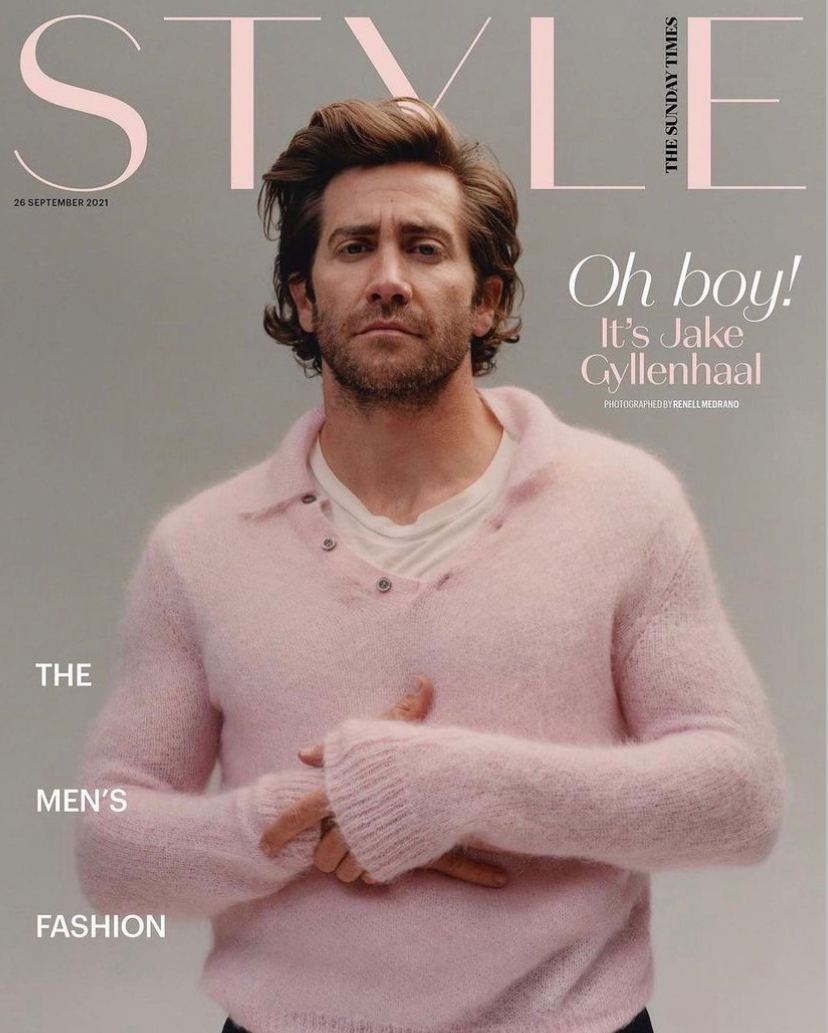 STYLE
THE SUNDAY TIMES
26 SEPTEMBER 2021
Oh boy!
It's Jake
Gyllenhaal
PHOTOGRAPHED BY RENELL MEDRANO
THE
MEN'S
FASHION